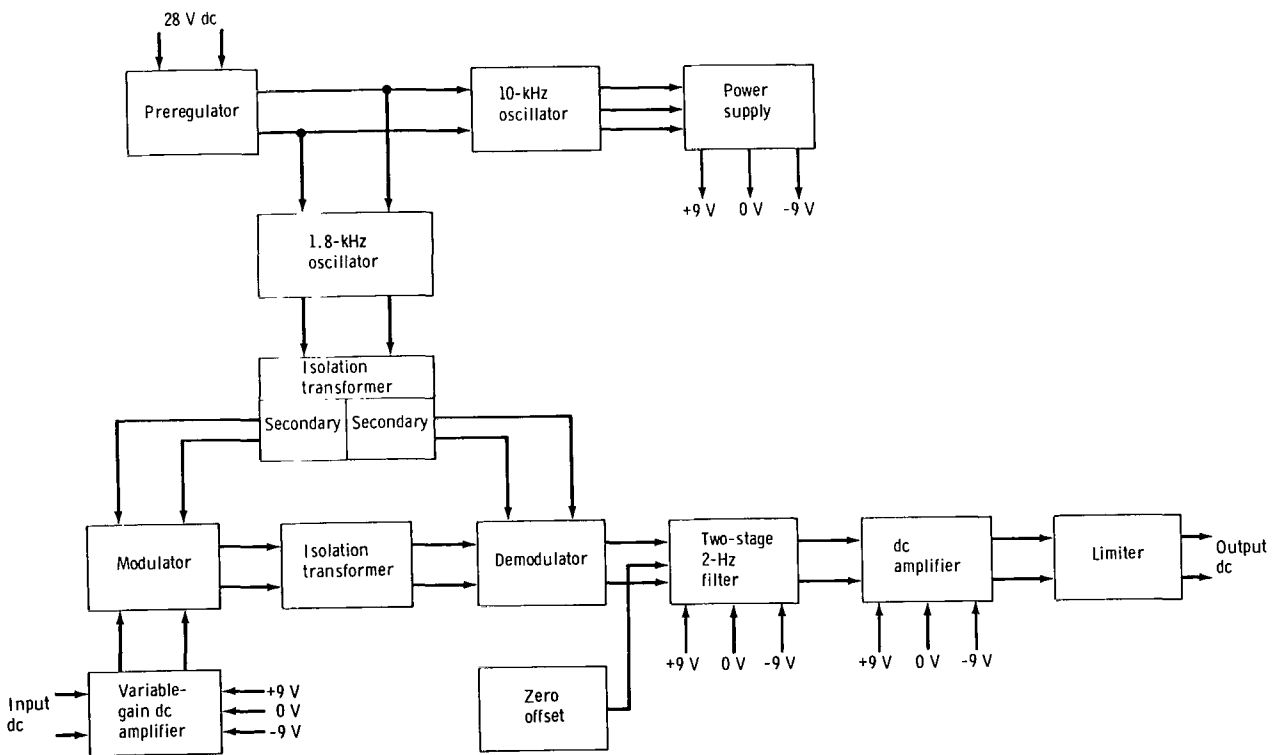 28 V dc
Preregulator
10-kHz
oscillator
Power
supply
+9 V 0 V -9 V
1.8-kHz
oscillator
Isolation
transformer
Secondary Secondary
Modulator
Isolation
transformer
Demodulator
Two-stage
2-Hz
filter
dc
amplifier
Limiter
Output
dc
+9 V 0 V -9 V
+9 V 0 V -9 V
Input
dc
Variable-
gain dc
amplifier
+9 V
0 V
-9 V
Zero
offset